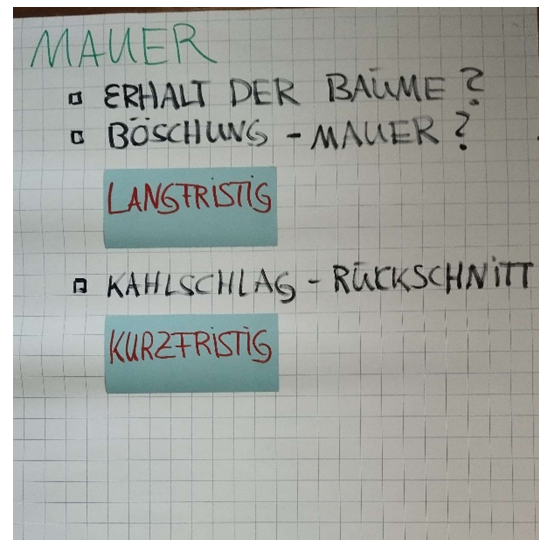 MAUER
ERHALT DER BÄUME?
BÖSCHUNG - MAUER?
LANGFRISTIG
KAHLSCHLAG - RÜCKSCHNITT
KURZFRISTIG